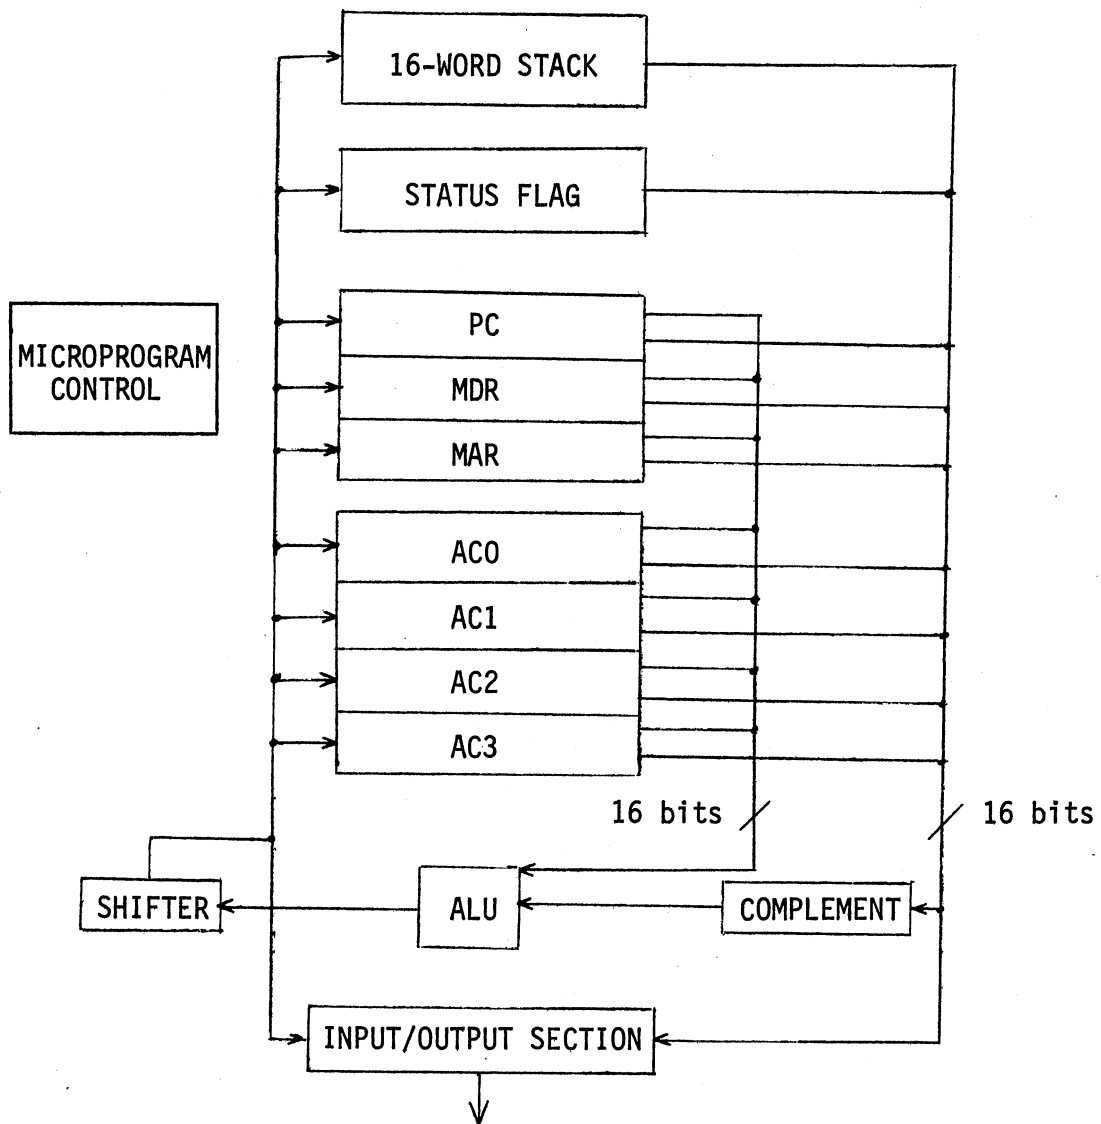 16-WORD STACK
STATUS FLAG
PC
MICROPROGRAM
CONTROL
MDR
MAR
AC0
AC1
AC2
AC3
16 bits
16 bits
SHIFTER
ALU
COMPLEMENT
INPUT/OUTPUT SECTION